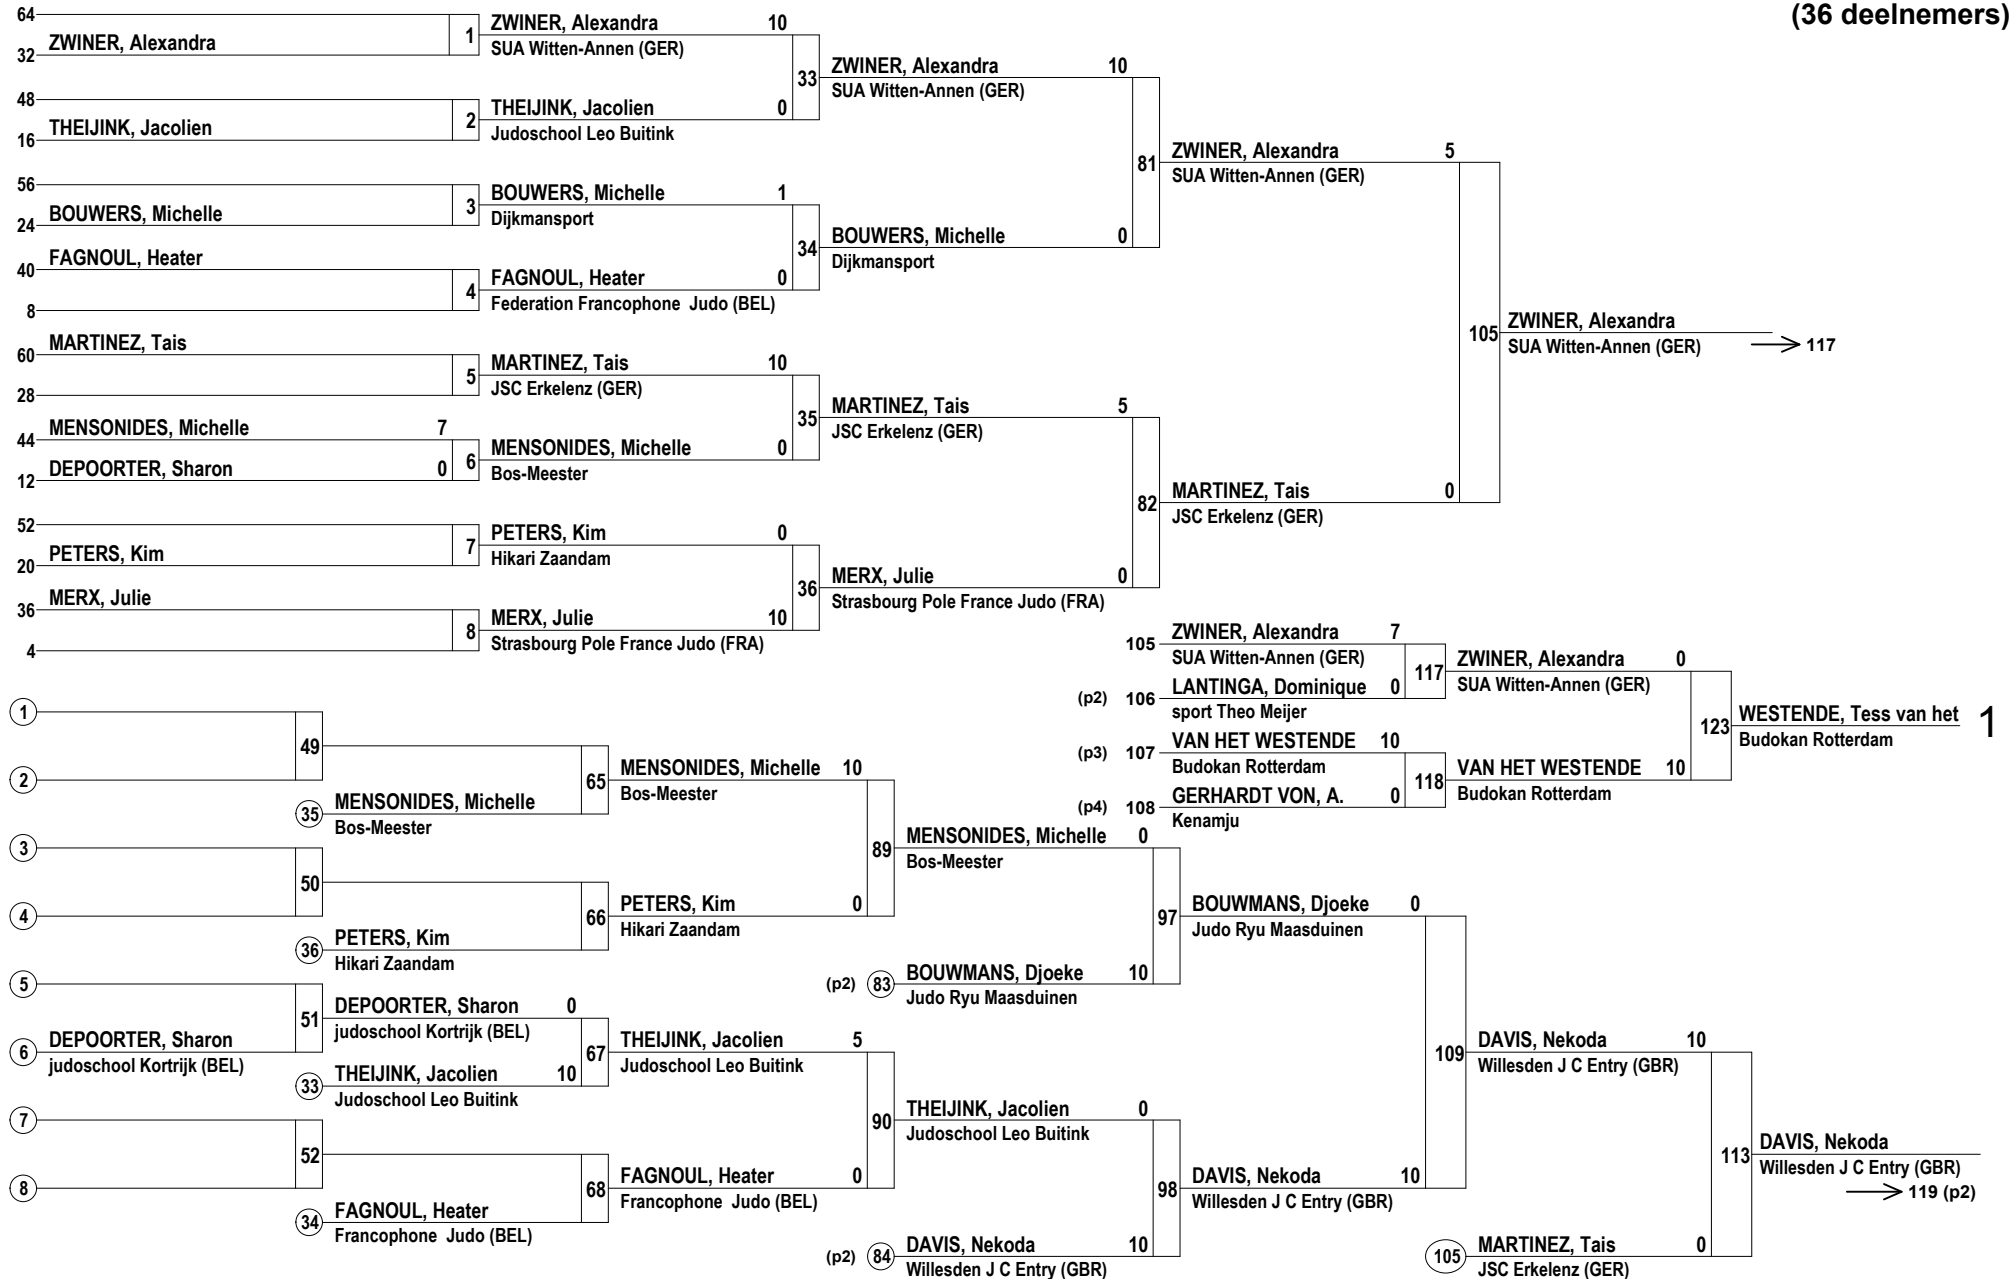 (36 deelnemers)
64
ZWINER, Alexandra
32
1
ZWINER, Alexandra 10
SUA Witten-Annen (GER)
33
ZWINER, Alexandra 10
SUA Witten-Annen (GER)
48
THEIJINK, Jacolien
16
2
THEIJINK, Jacolien 0
Judoschool Leo Buitink
81
ZWINER, Alexandra 5
SUA Witten-Annen (GER)
56
BOUWERS, Michelle
24
3
BOUWERS, Michelle 1
Dijkmansport
34
BOUWERS, Michelle 0
Dijkmansport
FAGNOUL, Heater
40
8
4
FAGNOUL, Heater 0
Federation Francophone Judo (BEL)
105
ZWINER, Alexandra
SUA Witten-Annen (GER)
117
MARTINEZ, Tais
60
28
5
MARTINEZ, Tais 10
JSC Erkelenz (GER)
35
MARTINEZ, Tais 5
JSC Erkelenz (GER)
MENSONIDES, Michelle 7
44
DEPOORTER, Sharon 0
12
6
MENSONIDES, Michelle 0
Bos-Meester
82
MARTINEZ, Tais 0
JSC Erkelenz (GER)
52
PETERS, Kim
20
7
PETERS, Kim 0
Hikari Zaandam
36
MERX, Julie 0
Strasbourg Pole France Judo (FRA)
MERX, Julie
36
4
8
MERX, Julie 10
Strasbourg Pole France Judo (FRA)
105
ZWINER, Alexandra 7
SUA Witten-Annen (GER)
117
ZWINER, Alexandra 0
SUA Witten-Annen (GER)
(p2) 106
LANTINGA, Dominique 0
sport Theo Meijer
123
WESTENDE, Tess van het 1
Budokan Rotterdam
(p3) 107
VAN HET WESTENDE 10
Budokan Rotterdam
118
VAN HET WESTENDE 10
Budokan Rotterdam
(p4) 108
GERHARDT VON, A. 0
Kenamju
1
49
2
65
MENSONIDES, Michelle 10
Bos-Meester
35
MENSONIDES, Michelle
Bos-Meester
89
MENSONIDES, Michelle 0
Bos-Meester
3
50
4
66
PETERS, Kim 0
Hikari Zaandam
36
PETERS, Kim
Hikari Zaandam
97
BOUWMANS, Djoeke 0
Judo Ryu Maasduinen
(p2) 83
BOUWMANS, Djoeke 10
Judo Ryu Maasduinen
5
51
DEPOORTER, Sharon 0
judoschool Kortrijk (BEL)
6
DEPOORTER, Sharon
judoschool Kortrijk (BEL)
67
THEIJINK, Jacolien 5
Judoschool Leo Buitink
33
THEIJINK, Jacolien 10
Judoschool Leo Buitink
109
DAVIS, Nekoda 10
Willesden J C Entry (GBR)
90
THEIJINK, Jacolien 0
Judoschool Leo Buitink
7
52
8
68
FAGNOUL, Heater 0
Francophone Judo (BEL)
34
FAGNOUL, Heater
Francophone Judo (BEL)
98
DAVIS, Nekoda 10
Willesden J C Entry (GBR)
113
DAVIS, Nekoda
Willesden J C Entry (GBR)
119 (p2)
(p2) 84
DAVIS, Nekoda 10
Willesden J C Entry (GBR)
105
MARTINEZ, Tais 0
JSC Erkelenz (GER)